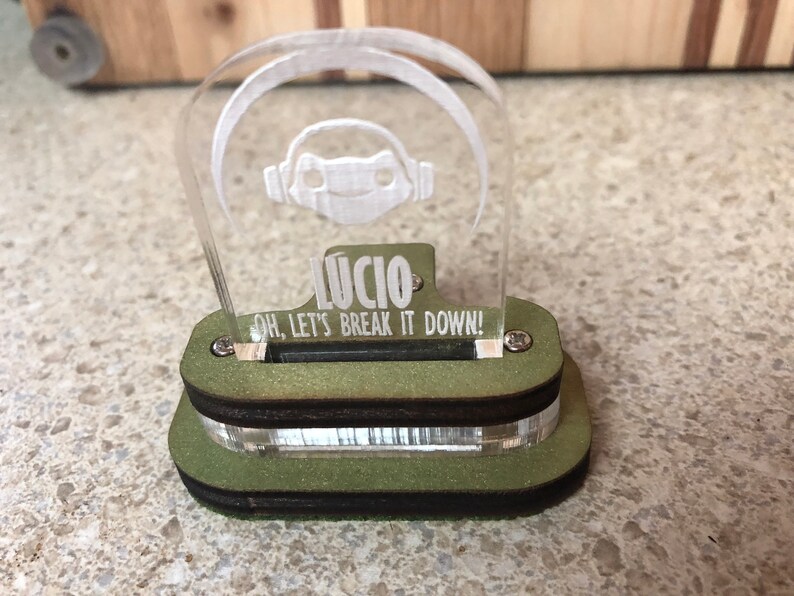 LÚCIO
OH, LET'S BREAK IT DOWN!